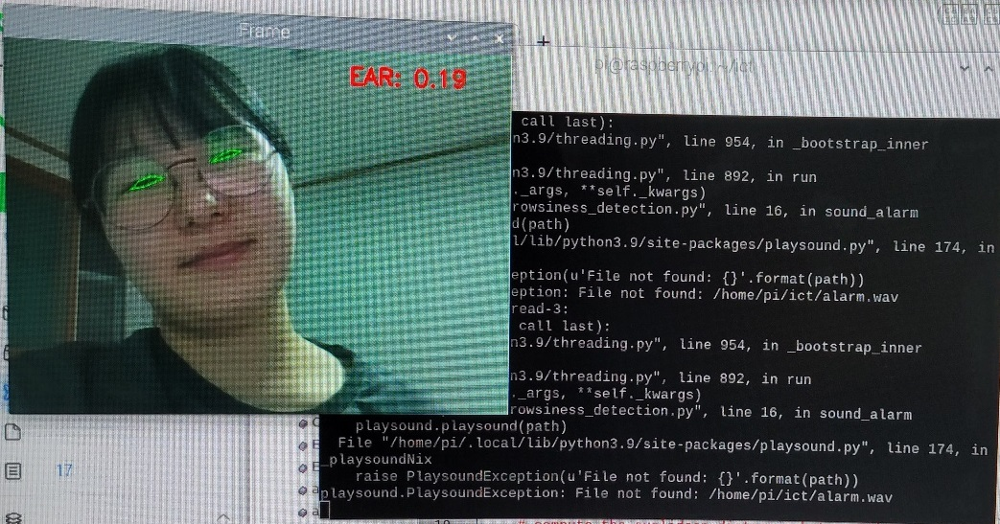 Frame
EAR: 0.19
pi@raspberrypi: ~/ict
call last):
n3.9/threading.py", line 954, in _bootstrap_inner
n3.9/threading.py", line 892, in run
._args, **self._kwargs)
rowsiness_detection.py", line 16, in sound_alarm
d(path)
l/lib/python3.9/site-packages/playsound.py", line 174, in
eption(u'File not found: {}'.format(path))
eption: File not found: /home/pi/ict/alarm.wav
read-3:
call last):
n3.9/threading.py", line 954, in _bootstrap_inner
n3.9/threading.py", line 892, in run
._args, **self._kwargs)
rowsiness_detection.py", line 16, in sound_alarm
playsound.playsound(path)
File "/home/pi/.local/lib/python3.9/site-packages/playsound.py", line 174, in
_playsoundNix
raise PlaysoundException(u'File not found: {}'.format(path))
playsound.PlaysoundException: File not found: /home/pi/ict/alarm.wav
17